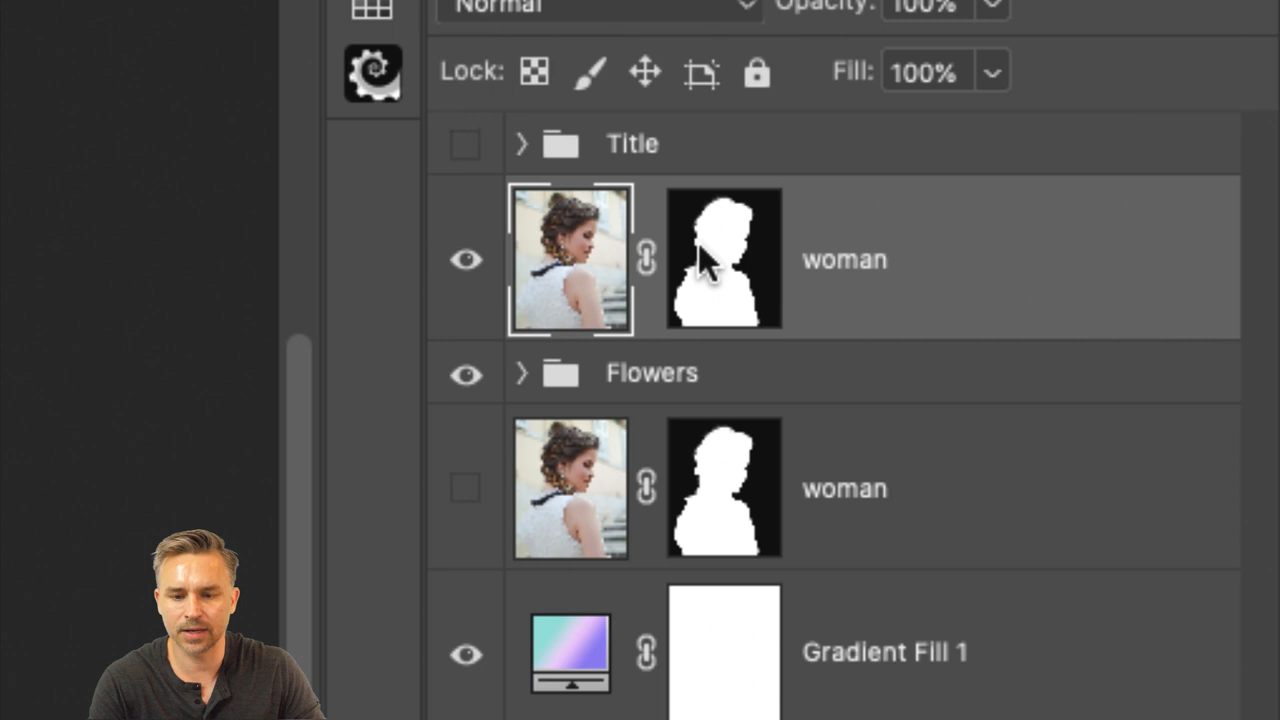 Normal Opacity: 100%
Lock: Fill: 100%
Title
woman
Flowers
woman
Gradient Fill 1